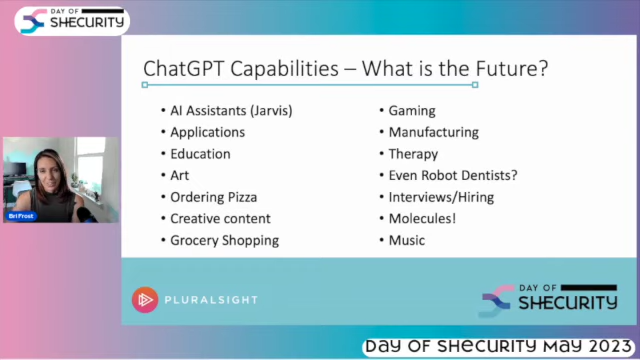 DAY OF
SHECURITY
ChatGPT Capabilities – What is the Future?
• AI Assistants (Jarvis)
• Applications
• Education
• Art
• Ordering Pizza
• Creative content
• Grocery Shopping
• Gaming
• Manufacturing
• Therapy
• Even Robot Dentists?
• Interviews/Hiring
• Molecules!
• Music
Bri Frost
PLURALSIGHT
DAY OF
SHECURITY
DAY OF SHECURITY MAY 2023